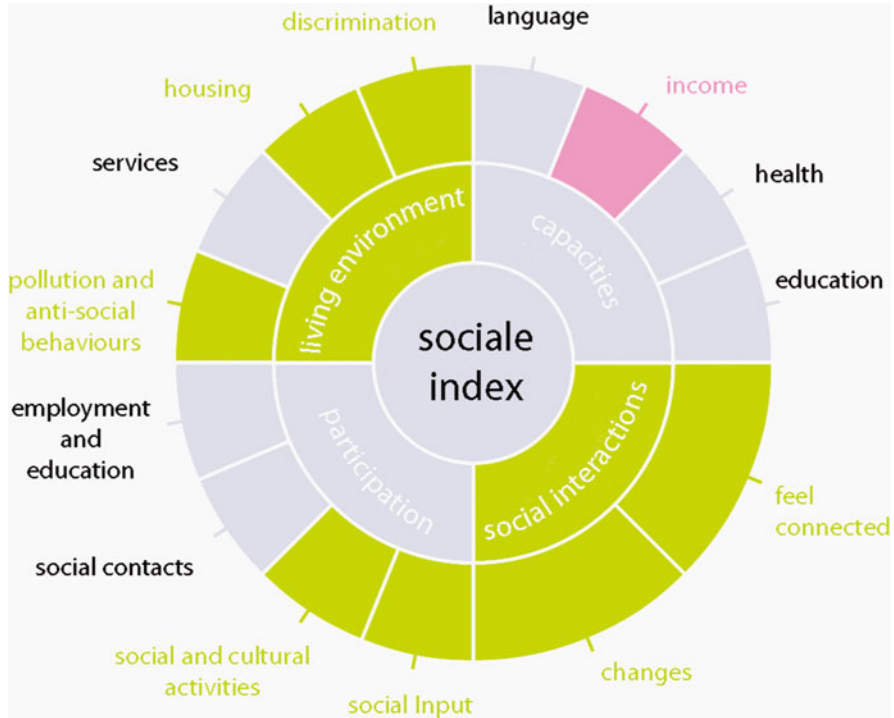 discrimination
language
housing
income
services
health
living environment
capacities
education
pollution and
anti-social
behaviours
sociale
index
employment
and
education
participation
social interactions
feel
connected
social contacts
social and cultural
activities
social Input
changes